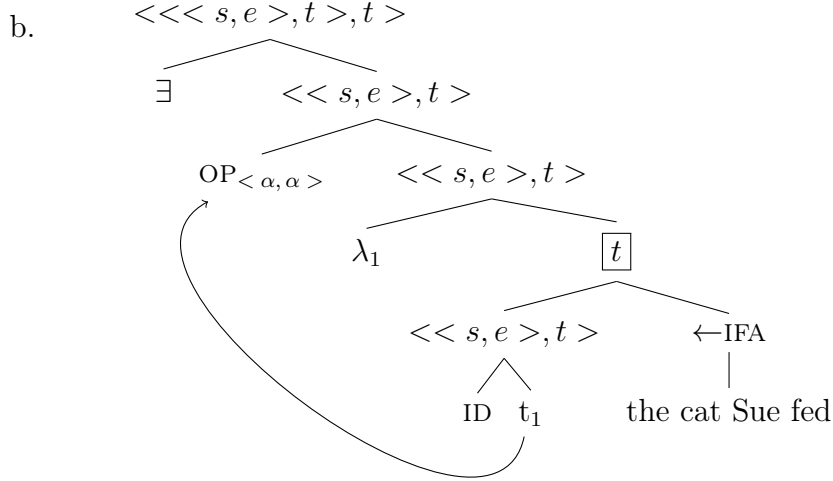 b. <<< s, e >, t >, t >
∃ << s, e >, t >
OP< α, α > << s, e >, t >
λ1 t
<< s, e >, t > ←IFA
ID t1 the cat Sue fed